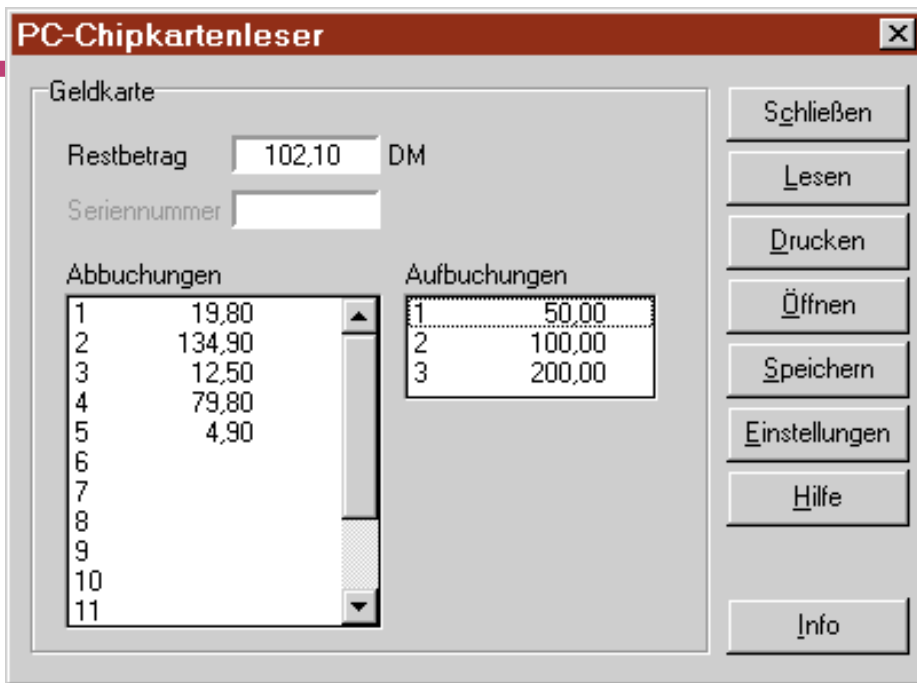 PC-Chipkartenleser
Geldkarte
Restbetrag 102,10 DM
Seriennummer
Abbuchungen
1 19,80
2 134,90
3 12,50
4 79,80
5 4,90
6
7
8
9
10
11
Aufbuchungen
1 50,00
2 100,00
3 200,00
Schließen
Lesen
Drucken
Öffnen
Speichern
Einstellungen
Hilfe
Info